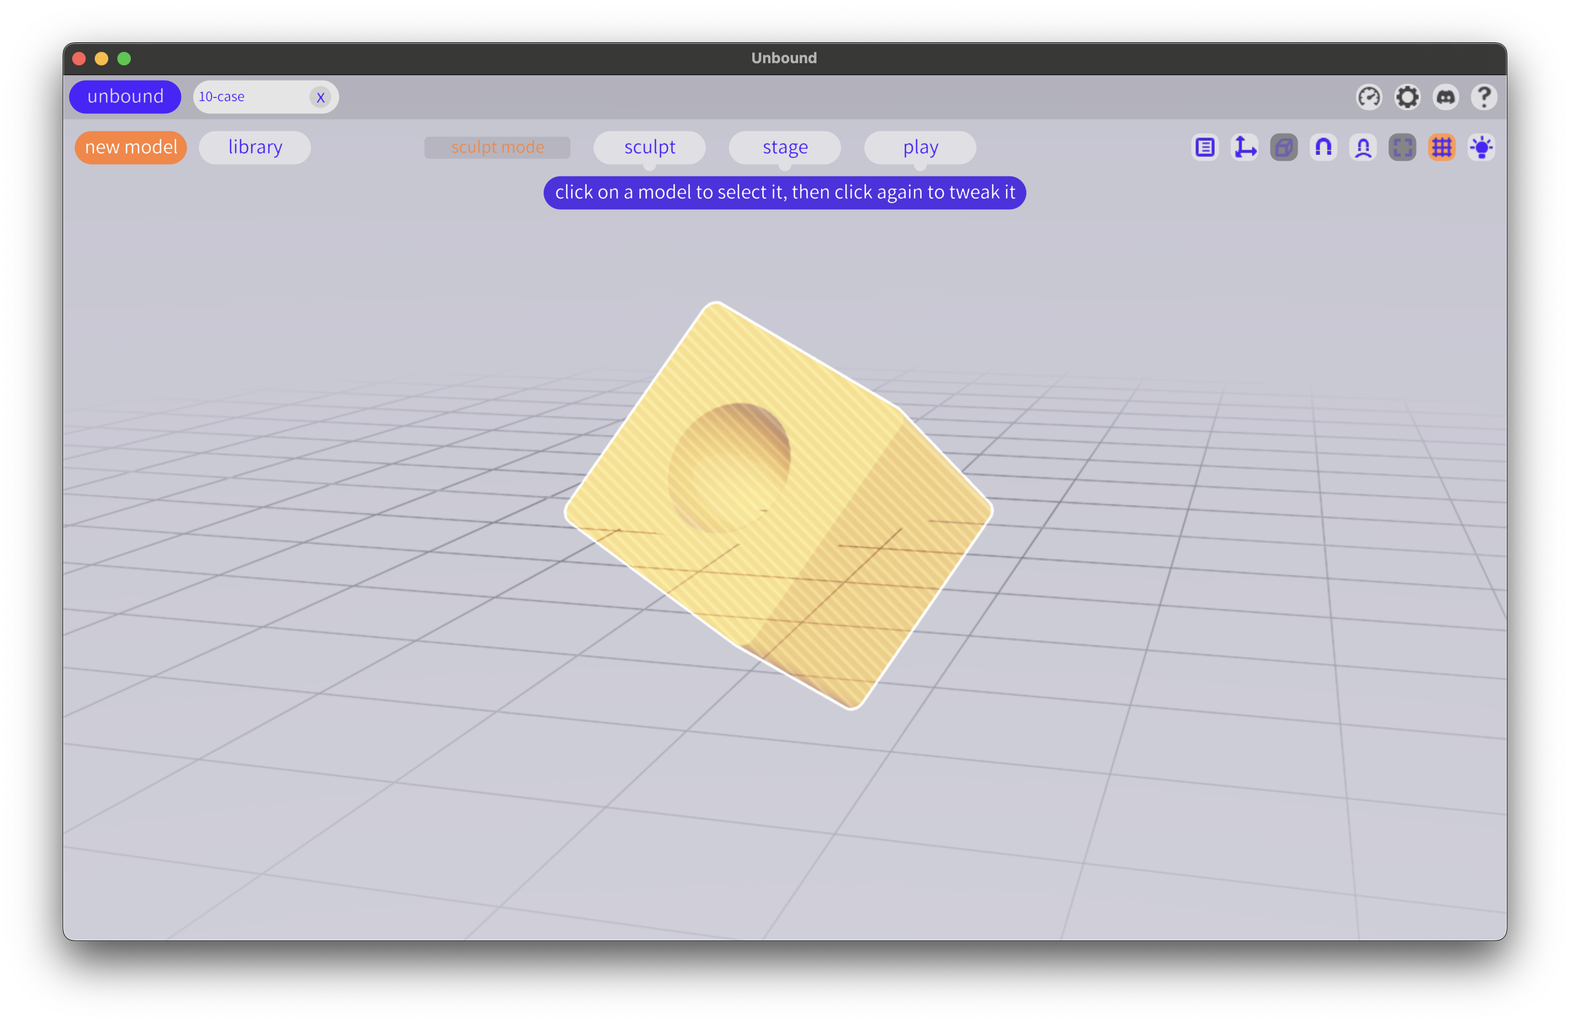 Unbound
unbound
10-case
X
?
new model
library
sculpt mode
sculpt
stage
play
click on a model to select it, then click again to tweak it